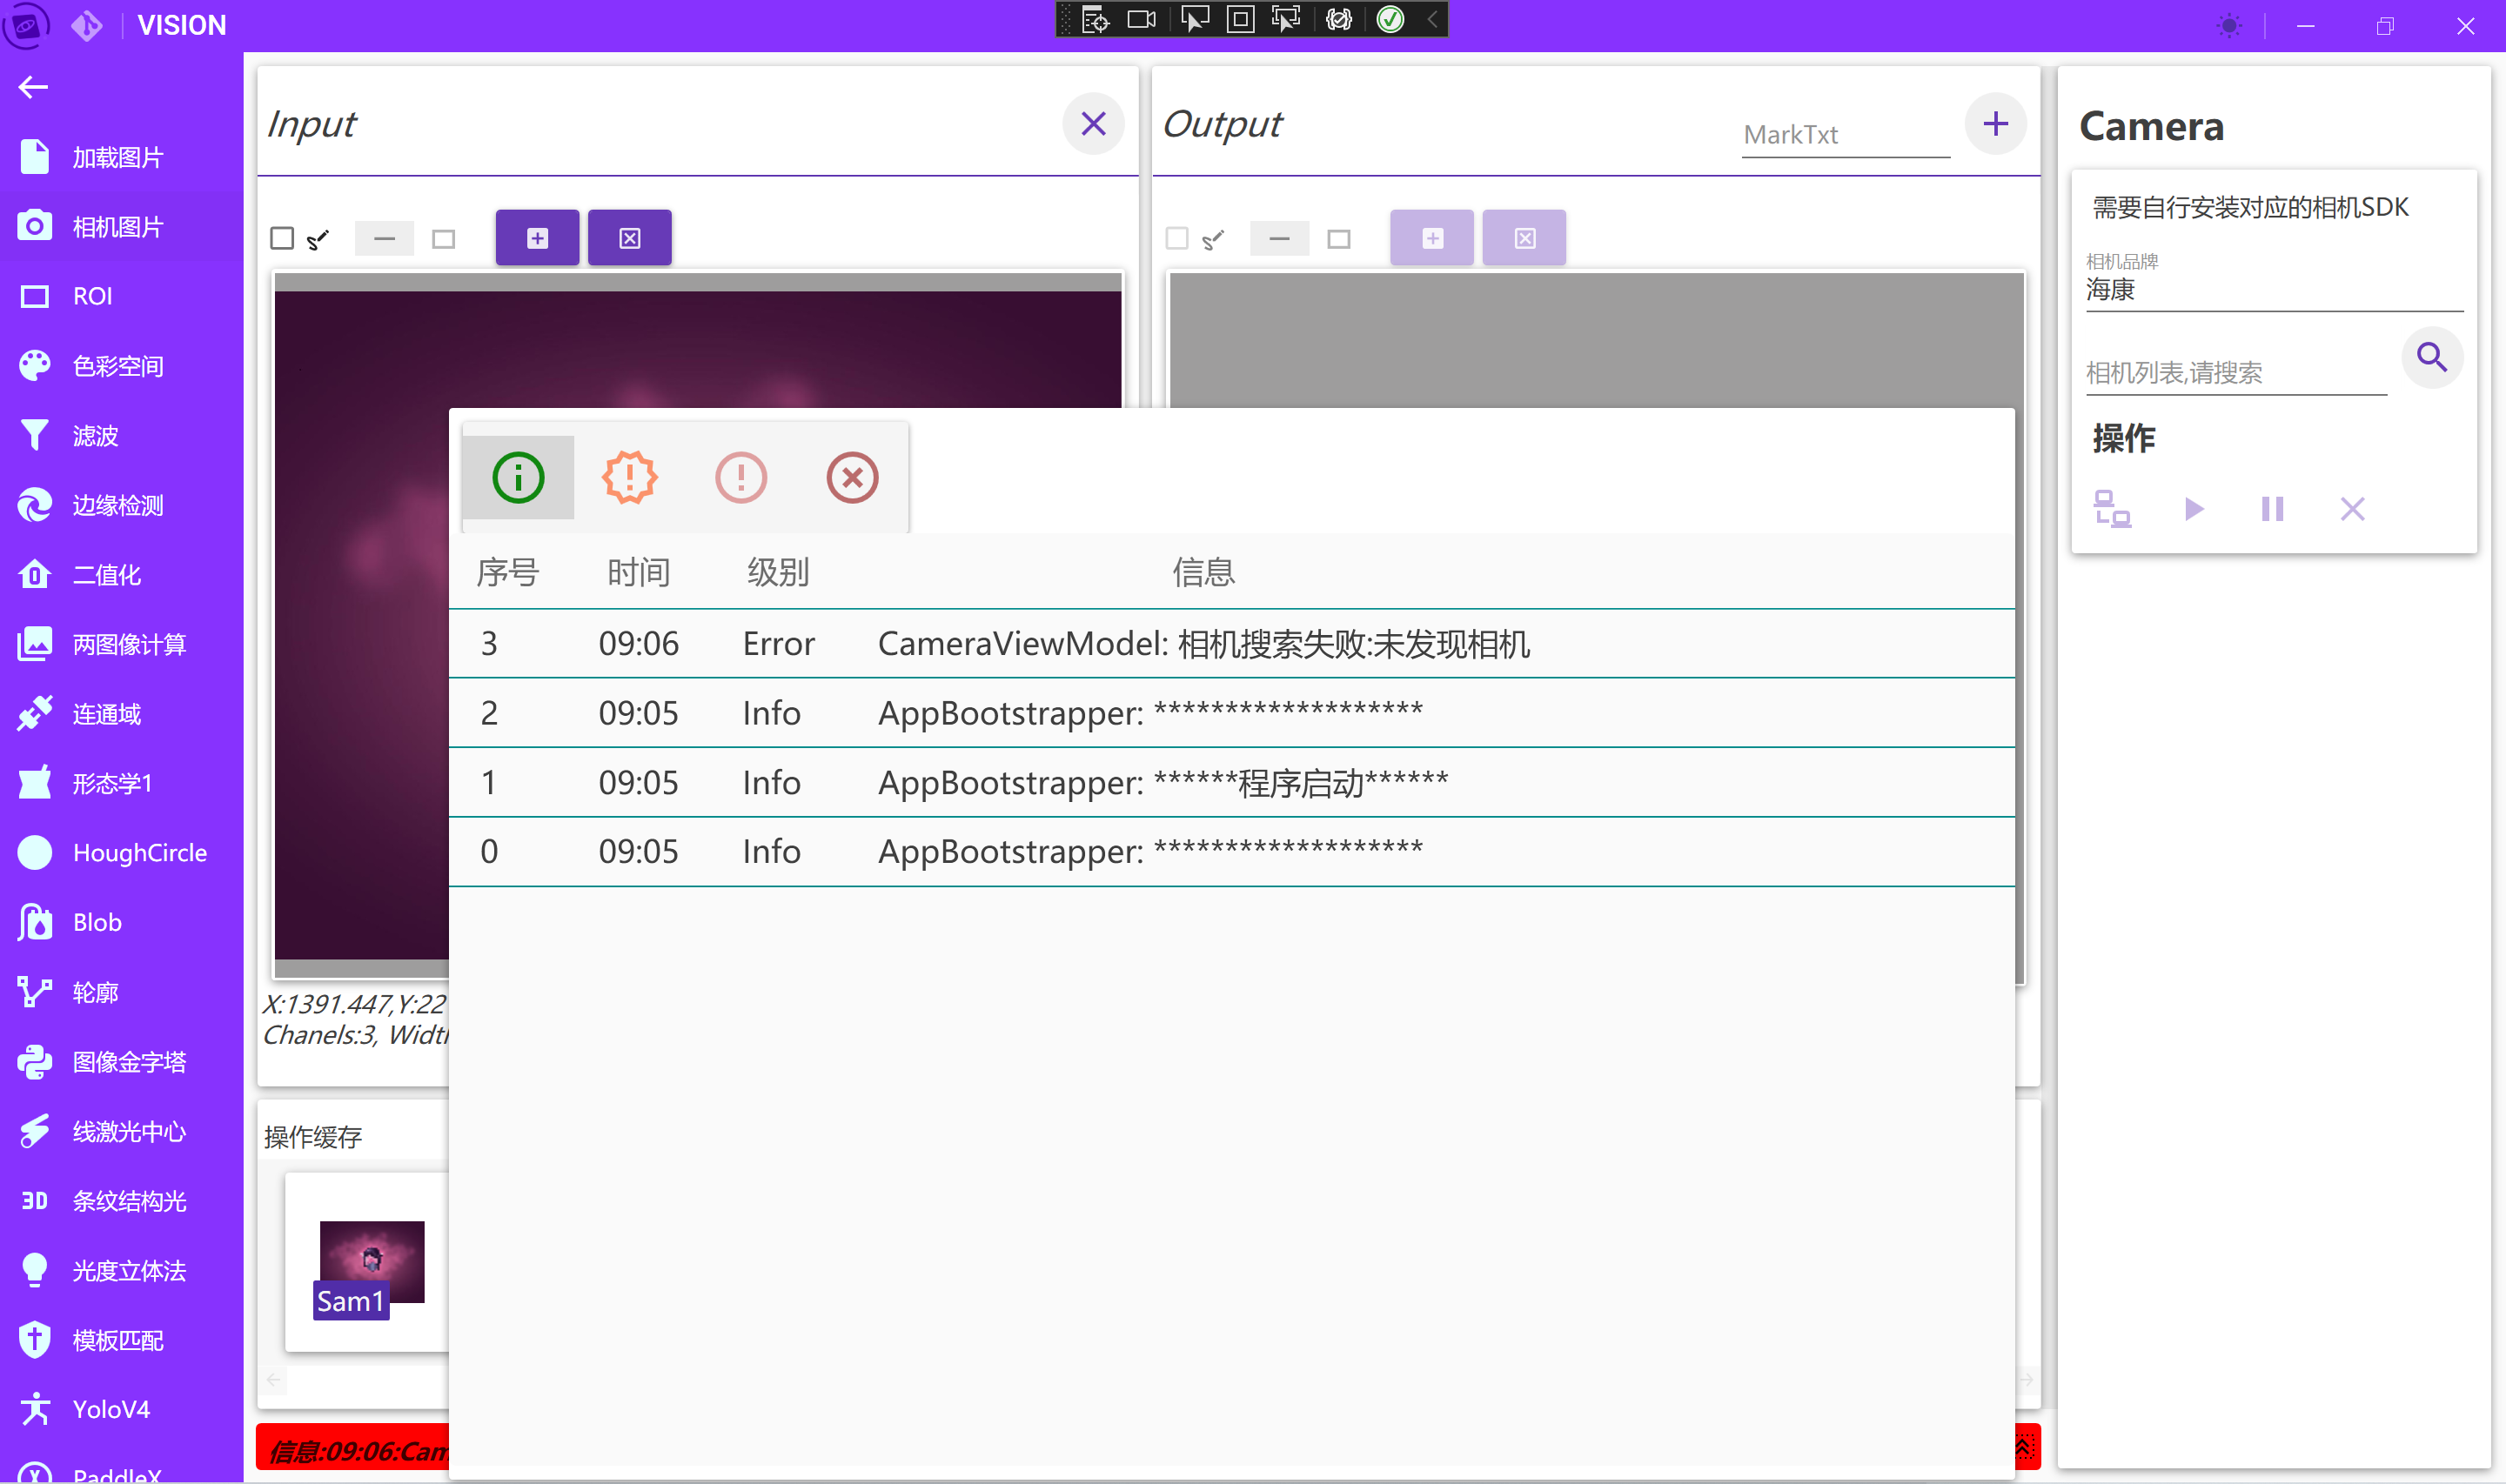 VISION
加载图片
相机图片
ROI
色彩空间
滤波
边缘检测
二值化
两图像计算
连通域
形态学1
HoughCircle
Blob
轮廓
图像金字塔
线激光中心
3D 条纹结构光
光度立体法
模板匹配
YoloV4
PaddleX
Input
Output
MarkTxt
X:1391.447,Y:22
Chanels:3, Width
操作缓存
Sam1
信息:09:06:Cam
序号 时间 级别 信息
3 09:06 Error CameraViewModel: 相机搜索失败:未发现相机
2 09:05 Info AppBootstrapper: *******************
1 09:05 Info AppBootstrapper: ******程序启动******
0 09:05 Info AppBootstrapper: *******************
Camera
需要自行安装对应的相机SDK
相机品牌
海康
相机列表,请搜索
操作